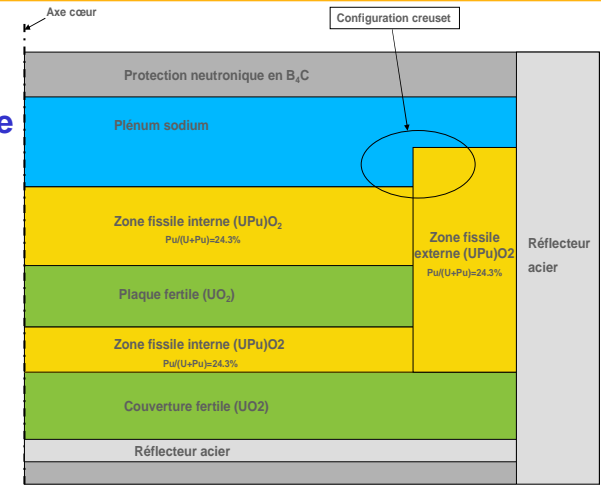 Axe cœur
Configuration creuset
Protection neutronique en B₄C
e
Plénum sodium
Zone fissile interne (UPu)O₂
Pu/(U+Pu)=24.3%
Zone fissile
externe (UPu)O2
Pu/(U+Pu)=24.3%
Réflecteur
acier
Plaque fertile (UO₂)
Zone fissile interne (UPu)O2
Pu/(U+Pu)=24.3%
Couverture fertile (UO2)
Réflecteur acier